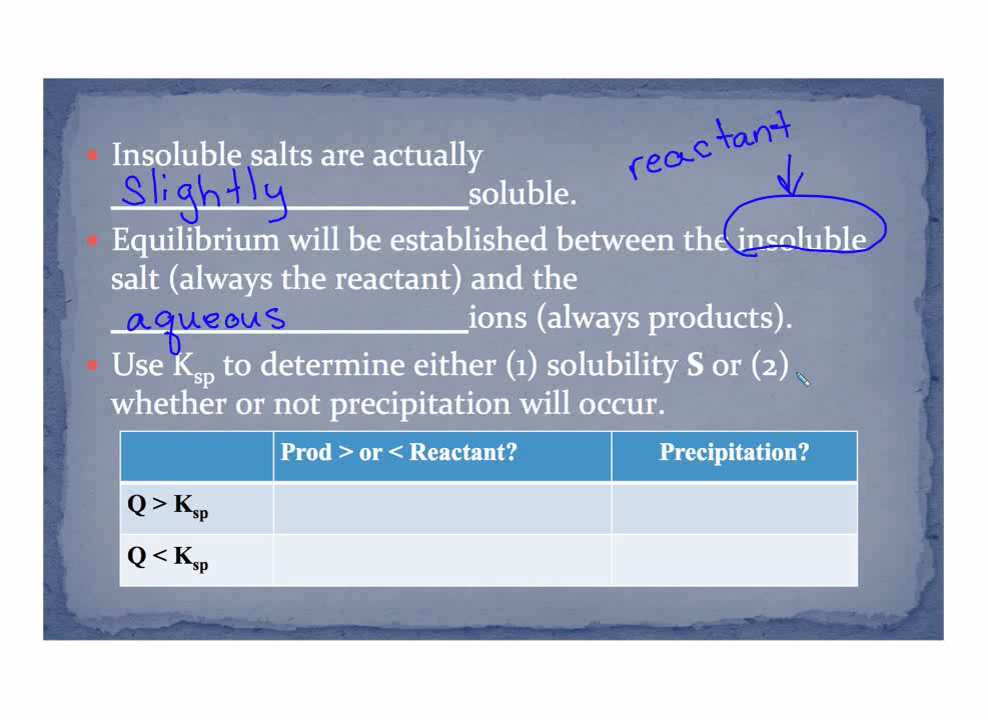 reactant
Insoluble salts are actually
Slightly soluble.
Equilibrium will be established between the insoluble
salt (always the reactant) and the
aqueous ions (always products).
Use Ksp to determine either (1) solubility S or (2)
whether or not precipitation will occur.
Prod > or < Reactant? Precipitation?
Q > Ksp
Q < Ksp